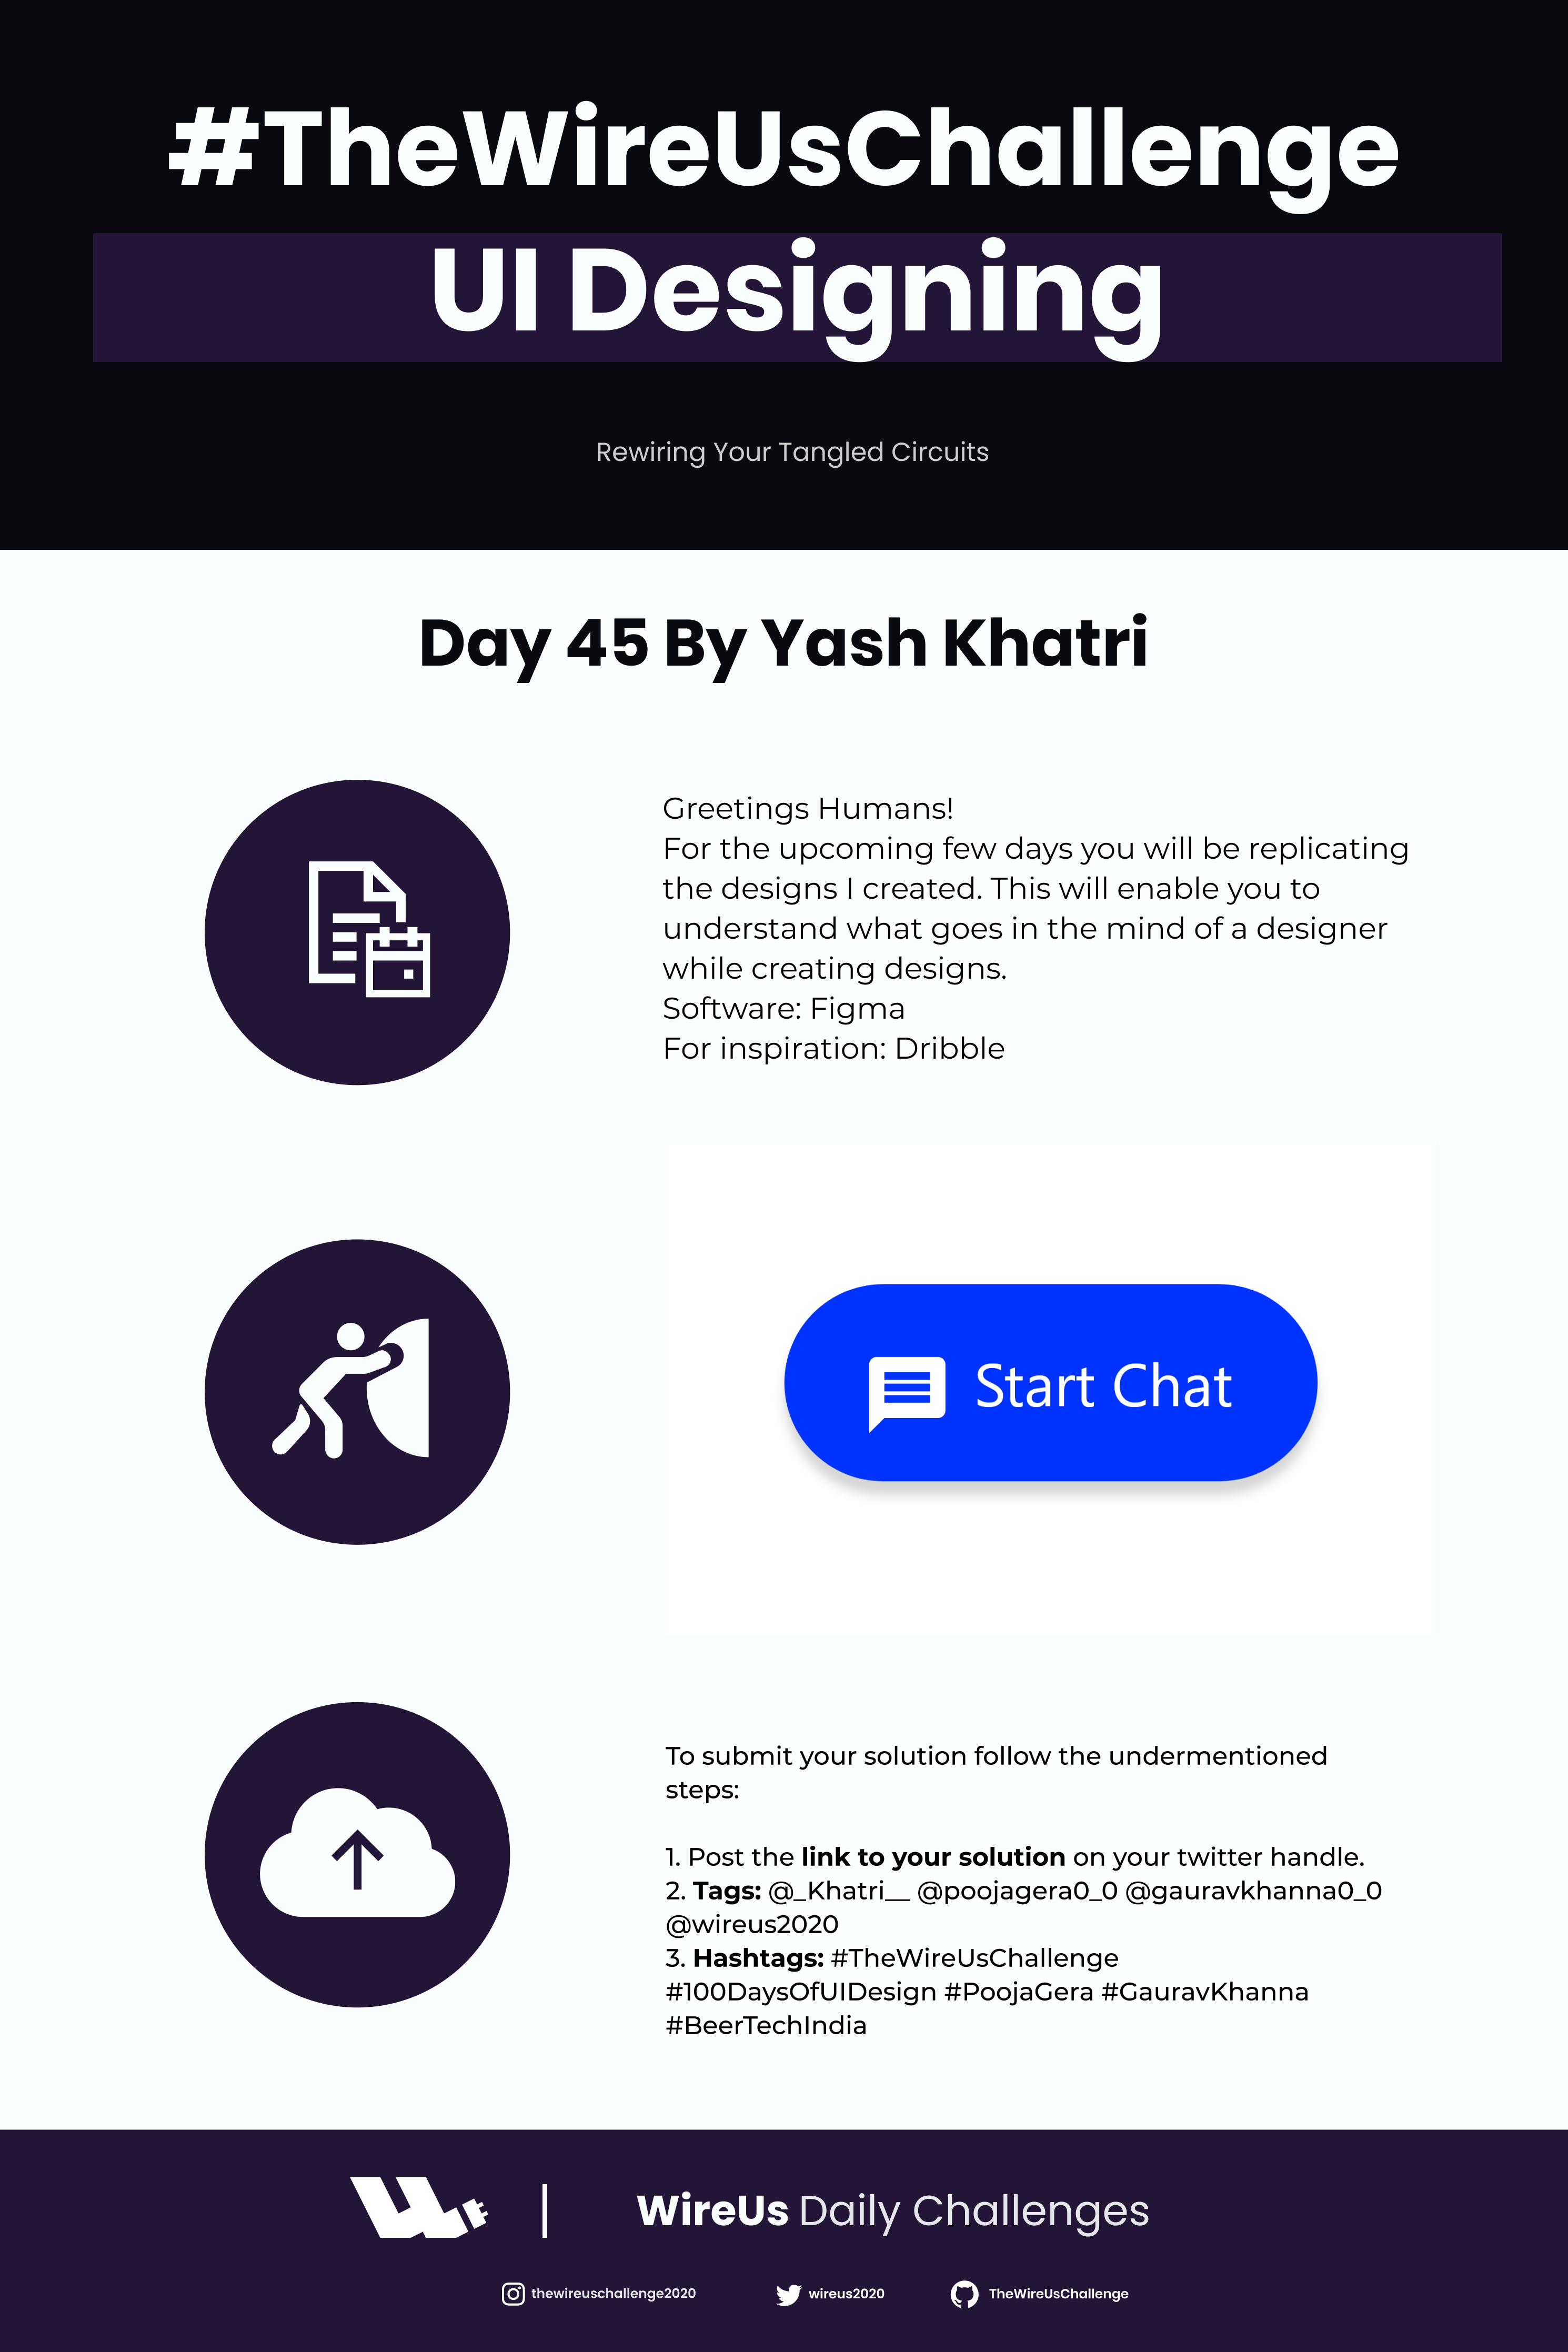 #TheWireUsChallenge
UI Designing
Rewiring Your Tangled Circuits
Day 45 By Yash Khatri
Greetings Humans!
For the upcoming few days you will be replicating
the designs I created. This will enable you to
understand what goes in the mind of a designer
while creating designs.
Software: Figma
For inspiration: Dribble
Start Chat
To submit your solution follow the undermentioned
steps:
1. Post the link to your solution on your twitter handle.
2. Tags: @_Khatri__ @poojagera0_0 @gauravkhanna0_0
@wireus2020
3. Hashtags: #TheWireUsChallenge
#100DaysOfUIDesign #PoojaGera #GauravKhanna
#BeerTechIndia
WireUs Daily Challenges
thewireuschallenge2020
wireus2020
TheWireUsChallenge